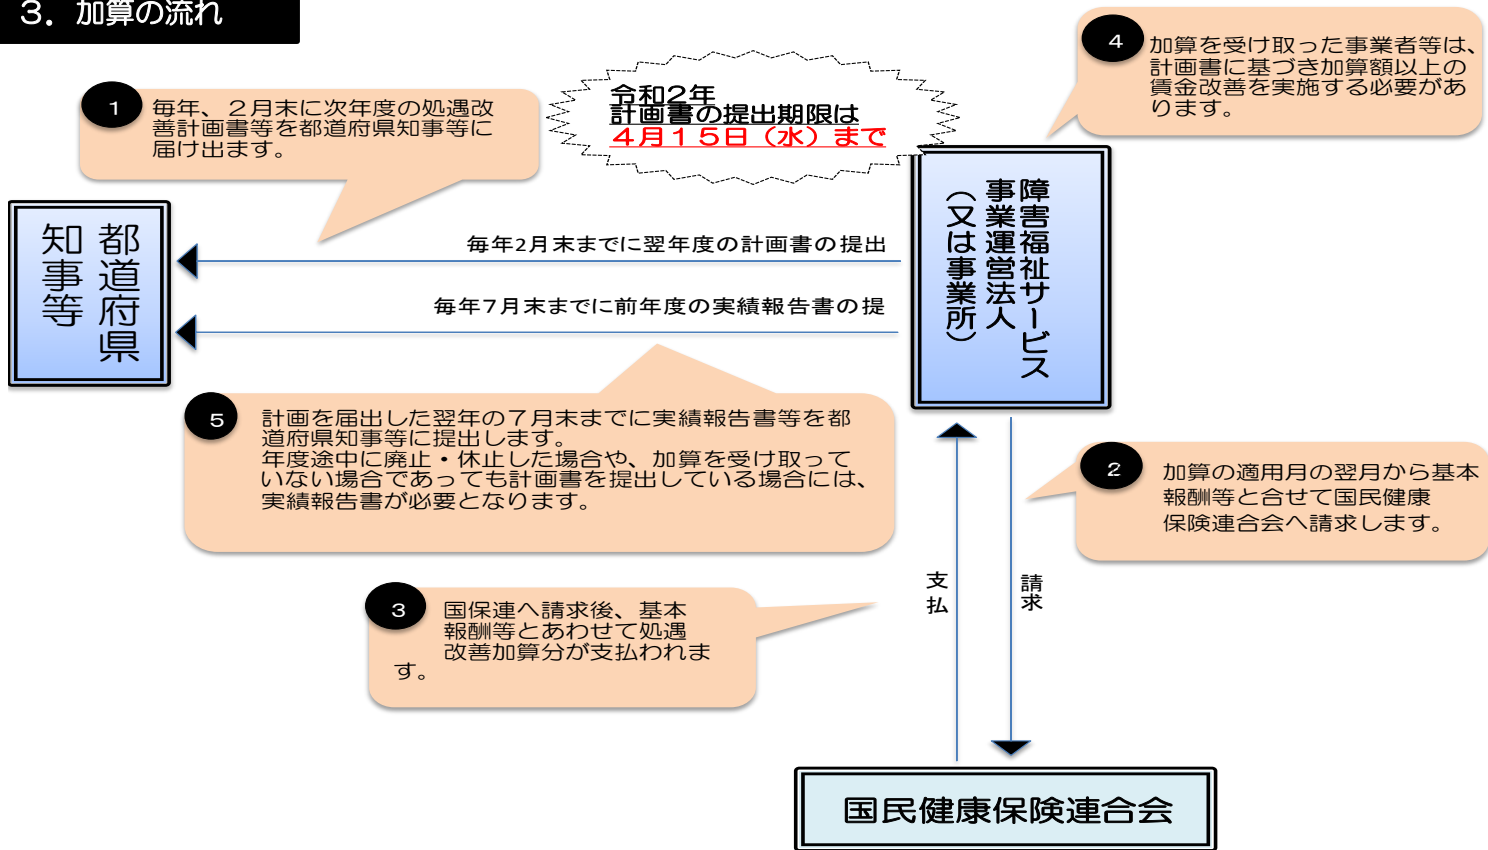 ３．加算の流れ
1
毎年、２月末に次年度の処遇改
善計画書等を都道府県知事等に
届け出ます。
令和2年
計画書の提出期限は
４月１５日（水）まで
4
加算を受け取った事業者等は、
計画書に基づき加算額以上の
賃金改善を実施する必要があ
ります。
都道府県
知事等
毎年2月末までに翌年度の計画書の提出
毎年7月末までに前年度の実績報告書の提
障害福祉サービス
事業運営法人
（又は事業所）
5
計画を届出した翌年の７月末までに実績報告書等を都
道府県知事等に提出します。
年度途中に廃止・休止した場合や、加算を受け取って
いない場合であっても計画書を提出している場合には、
実績報告書が必要となります。
2
加算の適用月の翌月から基本
報酬等と合せて国民健康
保険連合会へ請求します。
支払
請求
3
国保連へ請求後、基本
報酬等とあわせて処遇
改善加算分が支払われま
す。
国民健康保険連合会